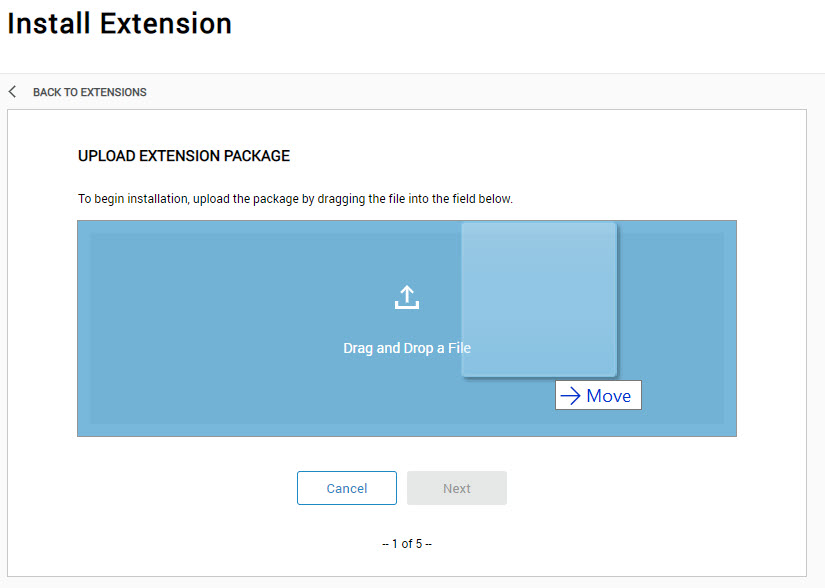 Install Extension
BACK TO EXTENSIONS
UPLOAD EXTENSION PACKAGE
To begin installation, upload the package by dragging the file into the field below.
Drag and Drop a File
Move
Cancel Next
-- 1 of 5 --